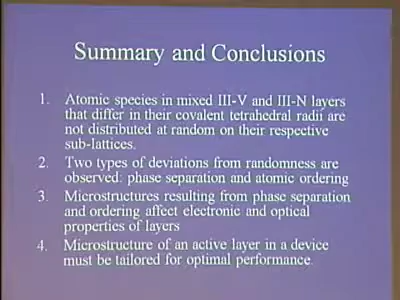 Summary and Conclusions
1. Atomic species in mixed III-V and III-N layers
that differ in their covalent tetrahedral radii are
not distributed at random on their respective
sub-lattices.
2. Two types of deviations from randomness are
observed: phase separation and atomic ordering
3. Microstructures resulting from phase separation
and ordering affect electronic and optical
properties of layers
4. Microstructure of an active layer in a device
must be tailored for optimal performance.